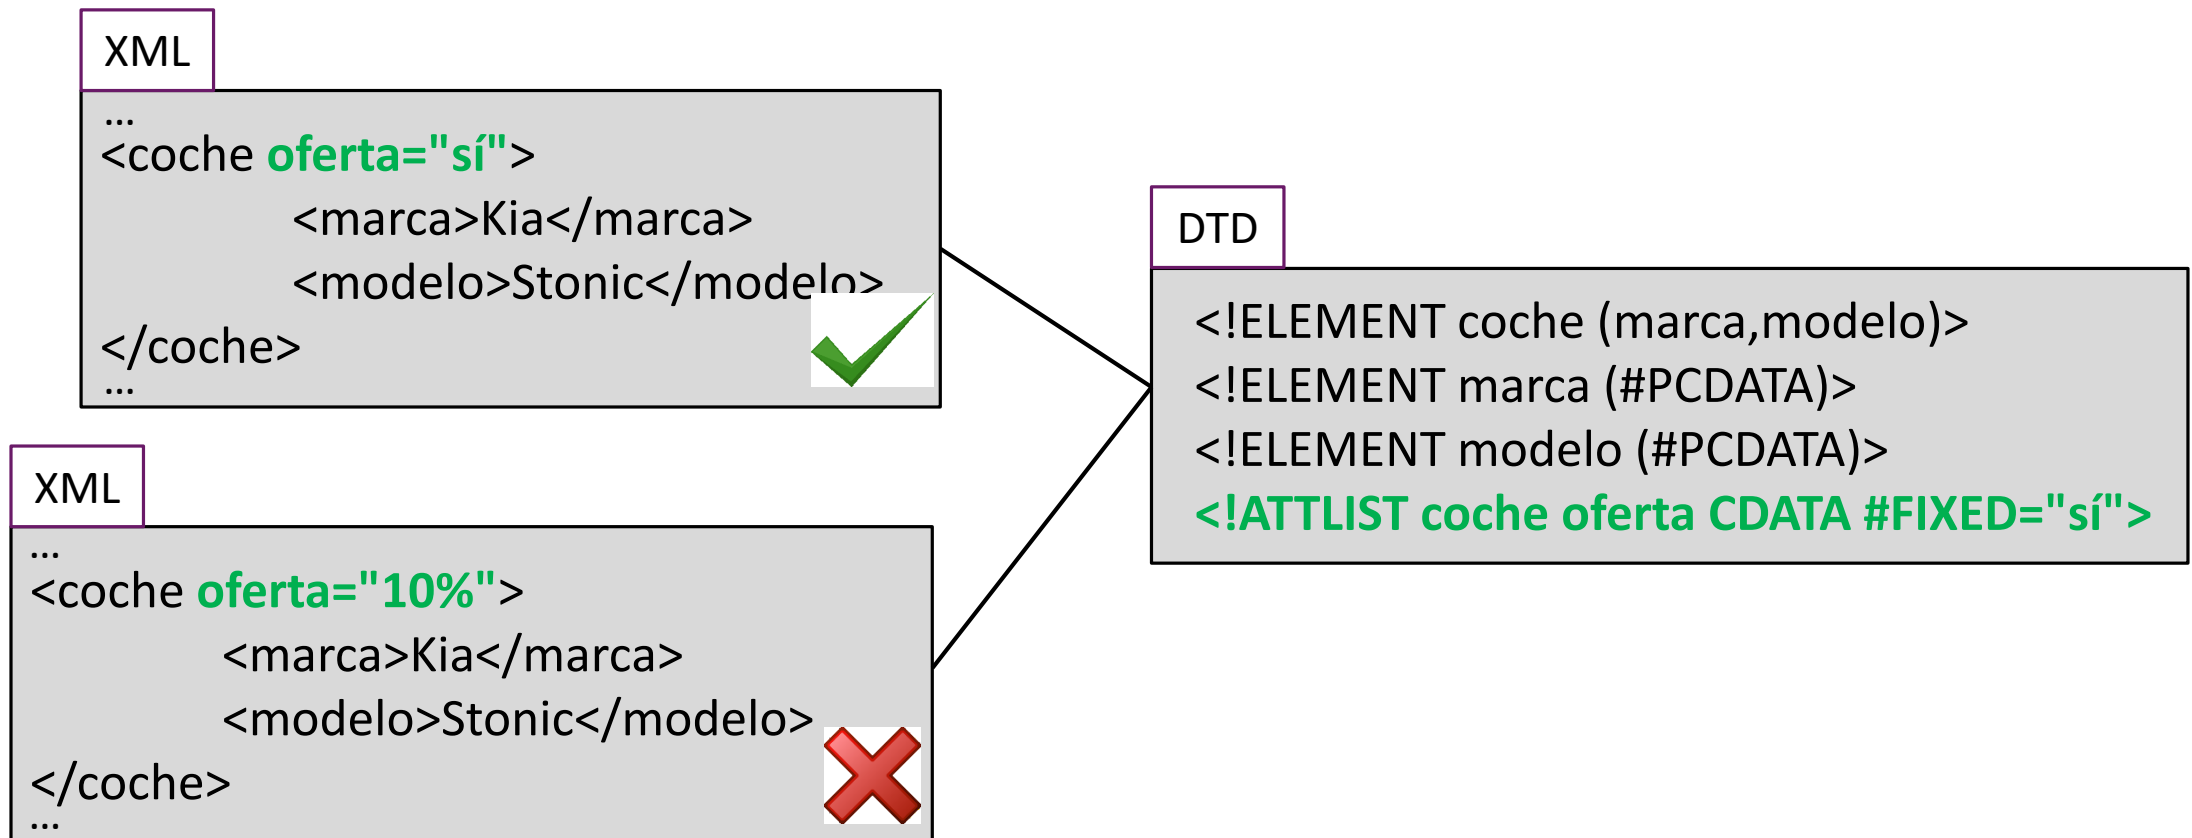 XML
...
<coche oferta="sí">
<marca>Kia</marca>
<modelo>Stonic</modelo>
</coche>
...
XML
...
<coche oferta="10%">
<marca>Kia</marca>
<modelo>Stonic</modelo>
</coche>
...
DTD
<!ELEMENT coche (marca,modelo)>
<!ELEMENT marca (#PCDATA)>
<!ELEMENT modelo (#PCDATA)>
<!ATTLIST coche oferta CDATA #FIXED="sí">